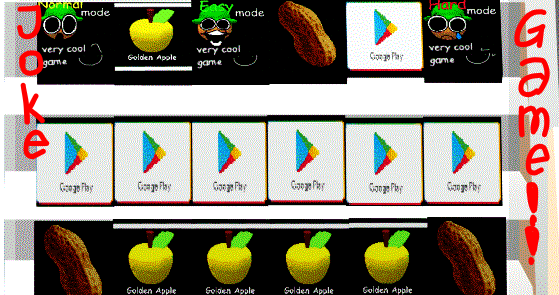 Joke
Game!!!
Normal mode
very cool
game
Golden Apple
Easy mode
very cool
game
Google Play
Hard mode
very cool
game
Google Play
Google Play
Google Play
Google Play
Google Play
Google Play
Golden Apple
Golden Apple
Golden Apple
Golden Apple